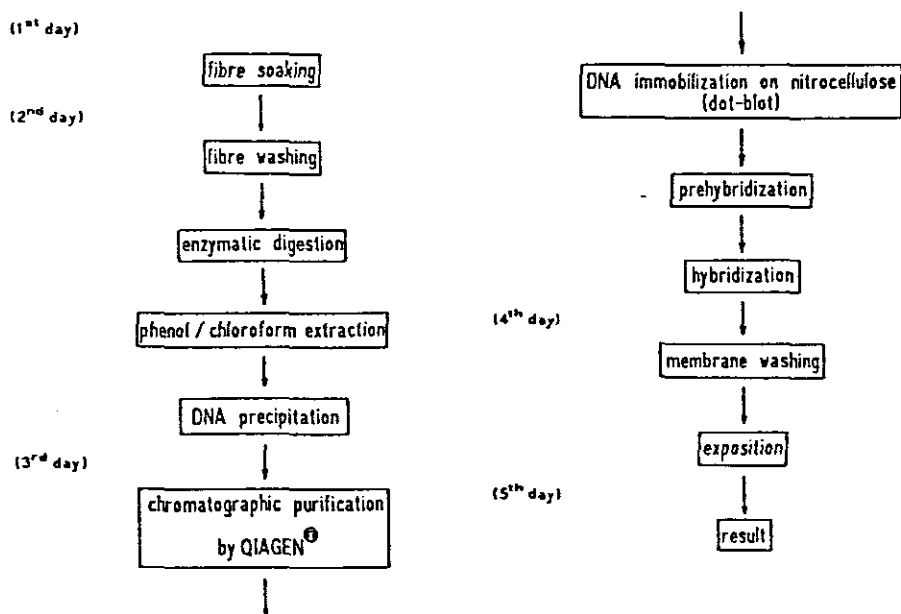 (1st day)
fibre soaking
(2nd day)
fibre washing
enzymatic digestion
phenol / chloroform extraction
DNA precipitation
(3rd day)
chromatographic purification
by QIAGEN®
DNA immobilization on nitrocellulose
(dot-blot)
prehybridization
hybridization
(4th day)
membrane washing
exposition
(5th day)
result